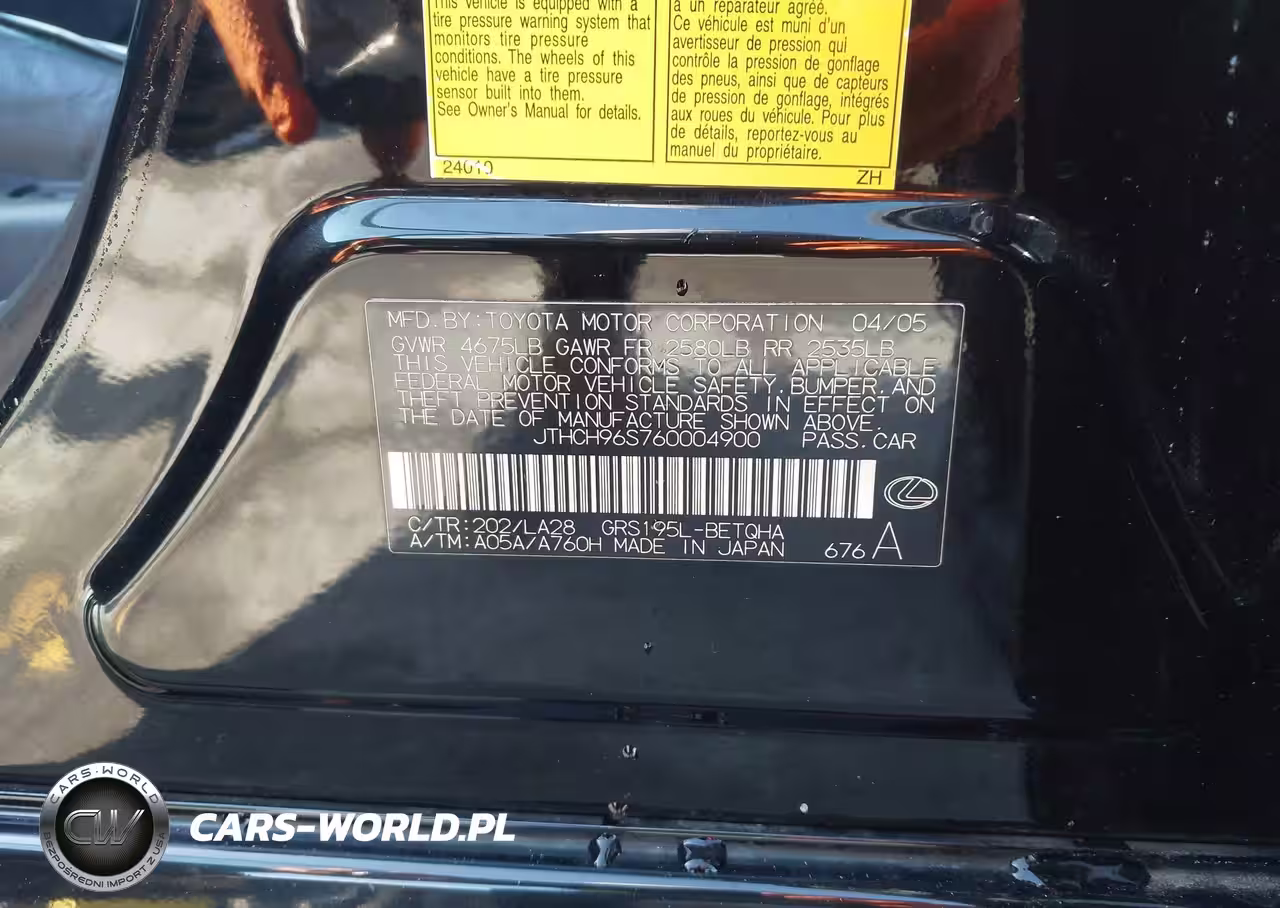 This vehicle is equipped with a
tire pressure warning system that
monitors tire pressure
conditions. The wheels of this
vehicle have a tire pressure
sensor built into them.
See Owner's Manual for details.
à un réparateur agréé.
Ce véhicule est muni d'un
avertisseur de pression qui
contrôle la pression de gonflage
des pneus, ainsi que de capteurs
de pression de gonflage, intégrés
aux roues du véhicule. Pour plus
de détails, reportez-vous au
manuel du propriétaire.
24010 ZH
MFD. BY: TOYOTA MOTOR CORPORATION 04/05
GVWR 4675LB GAWR FR 2580LB RR 2535LB
THIS VEHICLE CONFORMS TO ALL APPLICABLE
FEDERAL MOTOR VEHICLE SAFETY. BUMPER. AND
THEFT PREVENTION STANDARDS IN EFFECT ON
THE DATE OF MANUFACTURE SHOWN ABOVE.
JTHCH96S760004900 PASS. CAR
C/TR: 202/LA28 GRS195L-BETQHA
A/TM: A05A/A760H MADE IN JAPAN 676 A
CARS-WORLD
CW
BEZPOŚREDNI IMPORT Z USA
CARS-WORLD.PL